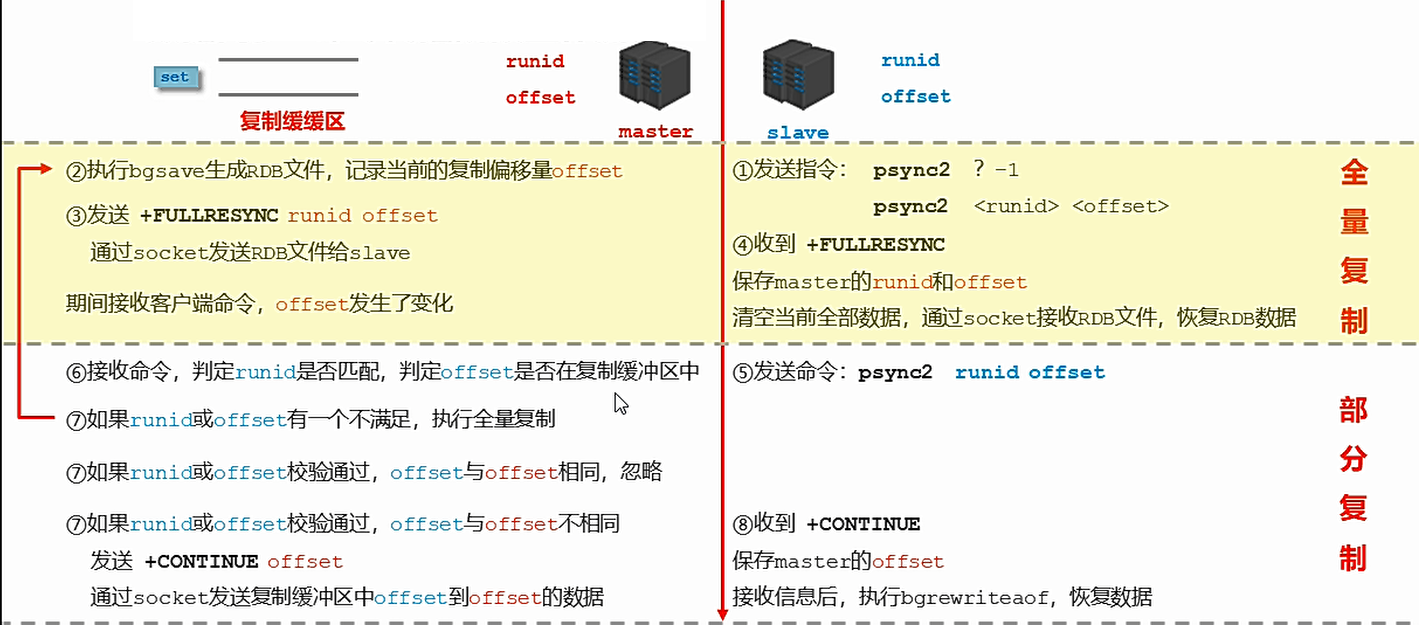 set
复制缓缓区
runid
offset
master
slave
runid
offset
②执行bgsave生成RDB文件，记录当前的复制偏移量offset
③发送 +FULLRESYNC runid offset
通过socket发送RDB文件给slave
期间接收客户端命令，offset发生了变化
①发送指令： psync2 ? -1
psync2 <runid> <offset>
④收到 +FULLRESYNC
保存master的runid和offset
清空当前全部数据，通过socket接收RDB文件，恢复RDB数据
全
量
复
制
⑥接收命令，判定runid是否匹配，判定offset是否在复制缓冲区中
⑦如果runid或offset有一个不满足，执行全量复制
⑦如果runid或offset校验通过，offset与offset相同，忽略
⑦如果runid或offset校验通过，offset与offset不相同
发送 +CONTINUE offset
通过socket发送复制缓冲区中offset到offset的数据
⑤发送命令：psync2 runid offset
⑧收到 +CONTINUE
保存master的offset
接收信息后，执行bgrewriteaof，恢复数据
部
分
复
制